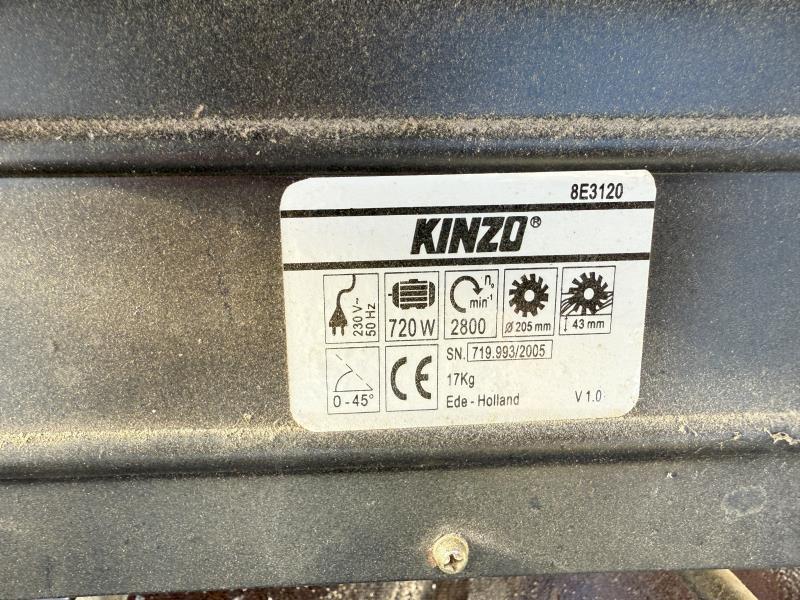 8E3120
KINZO®
230 V~
50 Hz
720 W
n₀
min⁻¹
2800
Ø 205 mm
43 mm
0 - 45°
CE
SN. 719.993/2005
17Kg
Ede - Holland
V 1.0